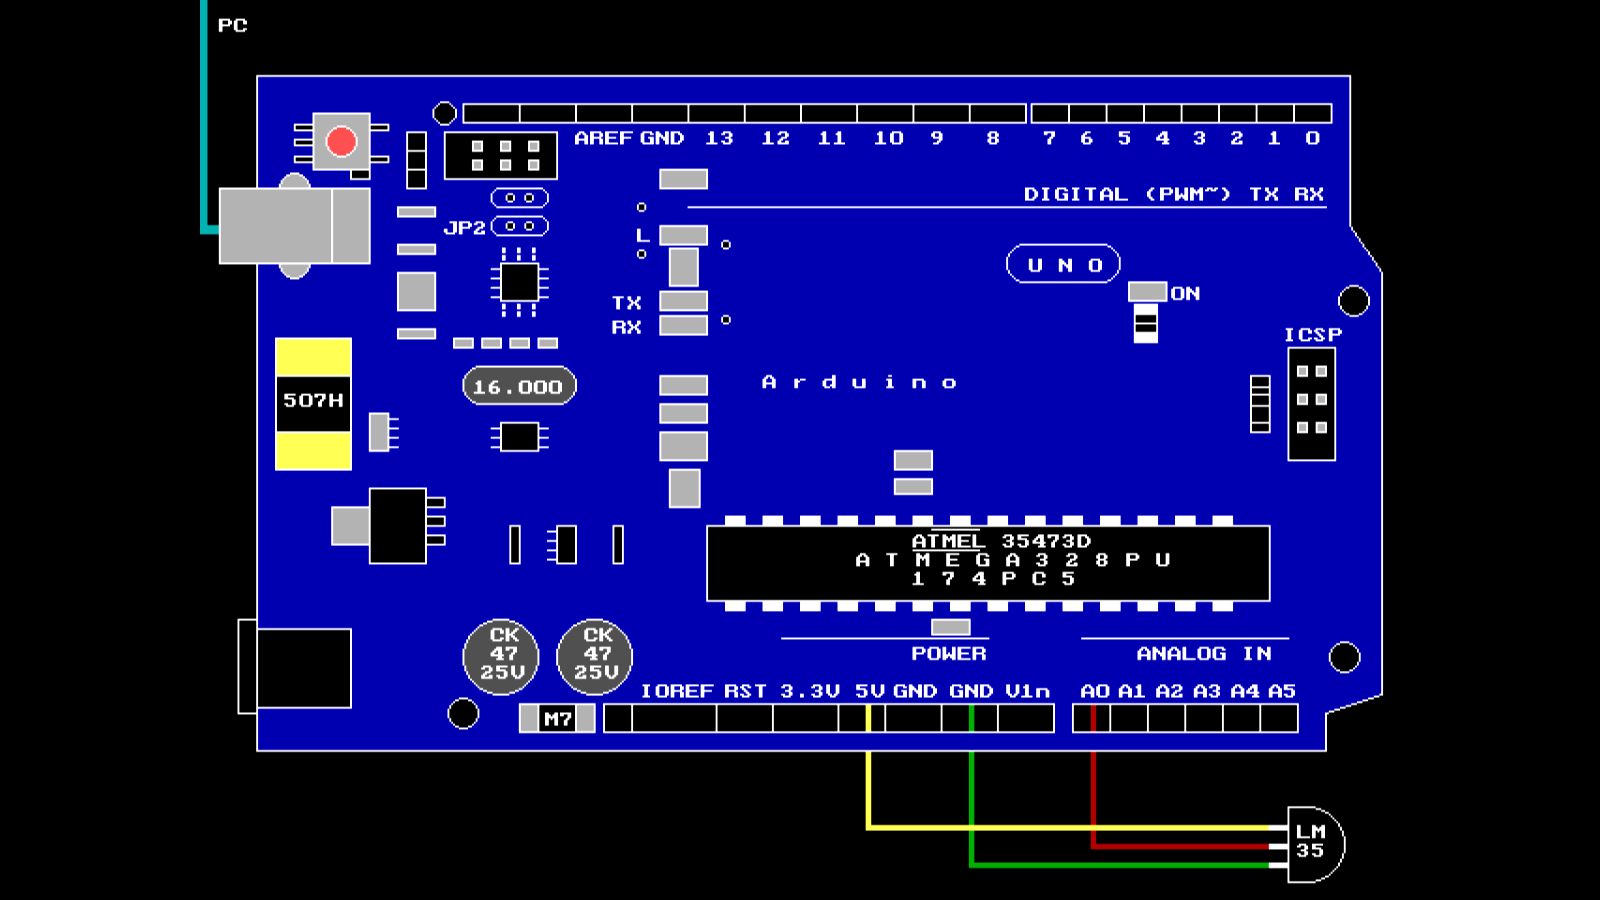 PC
AREF GND 13 12 11 10 9 8 7 6 5 4 3 2 1 0
DIGITAL (PWM~) TX RX
JP2
L
UNO
ON
TX
RX
ICSP
16.000
Arduino
507H
ATMEL 35473D
ATMEGA328PU
174PC5
CK
47
25V
CK
47
25V
POWER
ANALOG IN
IOREF RST 3.3V 5V GND GND V1n A0 A1 A2 A3 A4 A5
M7
LM
35